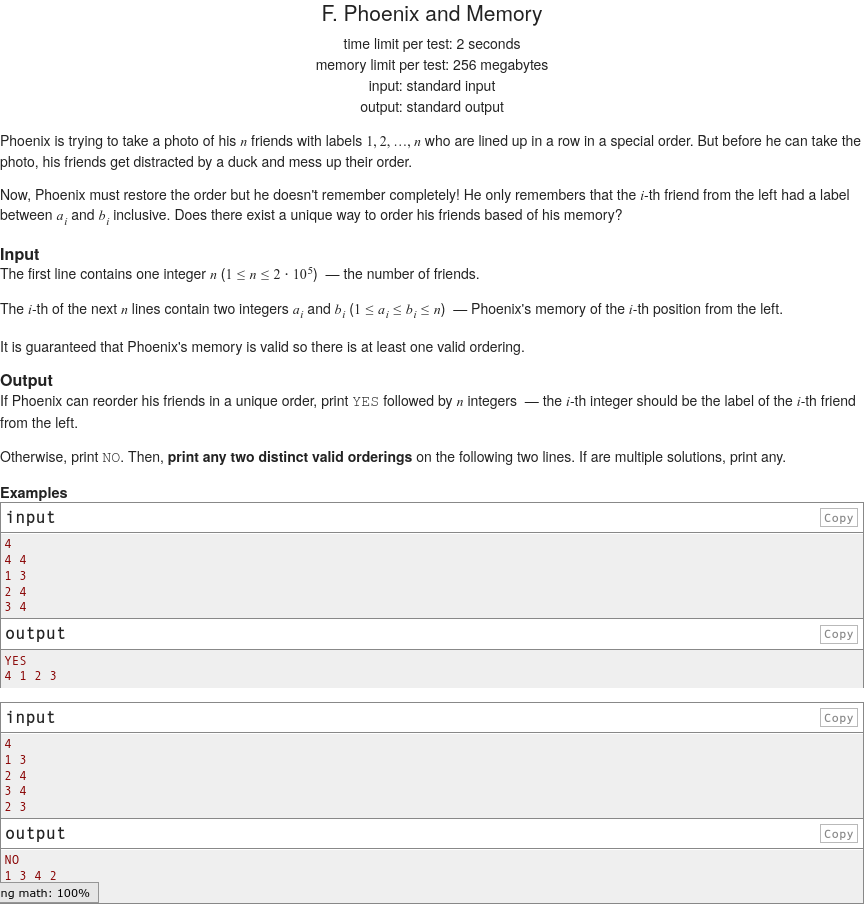 F. Phoenix and Memory
time limit per test: 2 seconds
memory limit per test: 256 megabytes
input: standard input
output: standard output
Phoenix is trying to take a photo of his n friends with labels 1, 2, …, n who are lined up in a row in a special order. But before he can take the
photo, his friends get distracted by a duck and mess up their order.
Now, Phoenix must restore the order but he doesn't remember completely! He only remembers that the i-th friend from the left had a label
between a_i and b_i inclusive. Does there exist a unique way to order his friends based of his memory?
Input
The first line contains one integer n (1 ≤ n ≤ 2 · 10^5) — the number of friends.
The i-th of the next n lines contain two integers a_i and b_i (1 ≤ a_i ≤ b_i ≤ n) — Phoenix's memory of the i-th position from the left.
It is guaranteed that Phoenix's memory is valid so there is at least one valid ordering.
Output
If Phoenix can reorder his friends in a unique order, print YES followed by n integers — the i-th integer should be the label of the i-th friend
from the left.
Otherwise, print NO. Then, print any two distinct valid orderings on the following two lines. If are multiple solutions, print any.
Examples
input
Copy
4
4 4
1 3
2 4
3 4
output
Copy
YES
4 1 2 3
input
Copy
4
1 3
2 4
3 4
2 3
output
Copy
NO
1 3 4 2
ng math: 100%